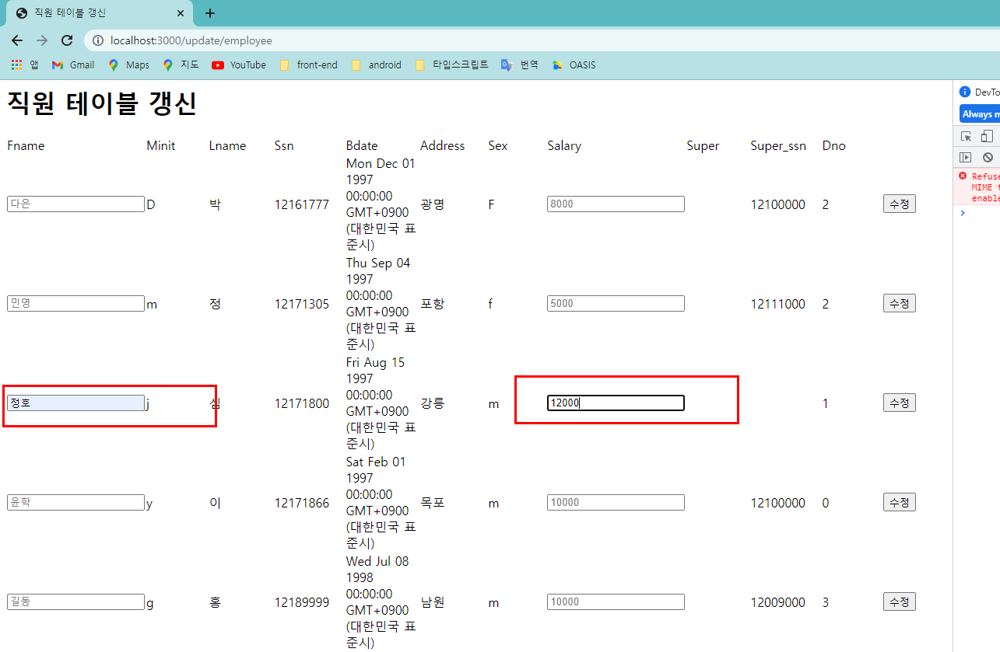 직원 테이블 갱신
localhost:3000/update/employee
앱 Gmail Maps 지도 YouTube front-end android 타입스크립트 번역 OASIS
직원 테이블 갱신
DevTo
Always m
Fname Minit Lname Ssn Bdate Address Sex Salary Super Super_ssn Dno
Refuse
MIME t
enable
Mon Dec 01
1997
00:00:00
다은 D 박 12161777 GMT+0900 광명 F 8000 12100000 2 수정
(대한민국 표
준시)
Thu Sep 04
1997
00:00:00
민영 m 정 12171305 GMT+0900 포항 f 5000 12111000 2 수정
(대한민국 표
준시)
Fri Aug 15
1997
00:00:00
정호 j 심 12171800 GMT+0900 강릉 m 12000 1 수정
(대한민국 표
준시)
Sat Feb 01
1997
00:00:00
윤학 y 이 12171866 GMT+0900 목포 m 10000 12100000 0 수정
(대한민국 표
준시)
Wed Jul 08
1998
00:00:00
길동 g 홍 12189999 GMT+0900 남원 m 10000 12009000 3 수정
(대한민국 표
준시)